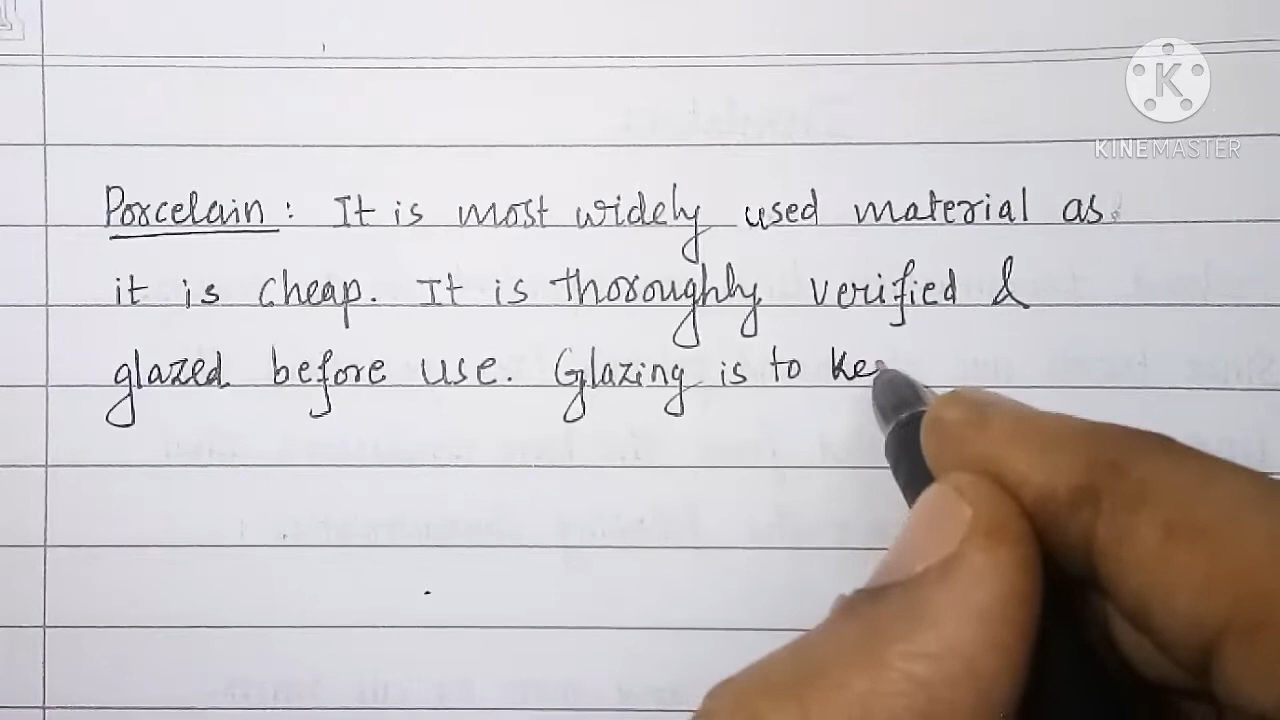 KINEMASTER
Porcelain: It is most widely used material as
it is cheap. It is thoroughly verified &
glazed before use. Glazing is to kee